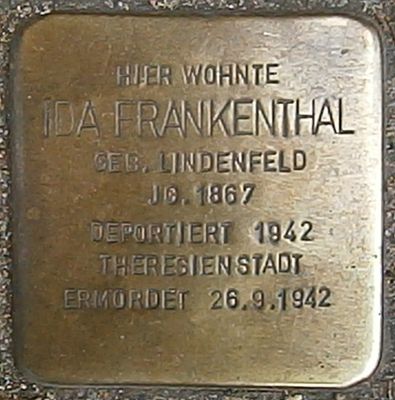 HIER WOHNTE
IDA FRANKENTHAL
GEB. LINDENFELD
JG. 1867
DEPORTIERT 1942
THERESIENSTADT
ERMORDET 26.9.1942